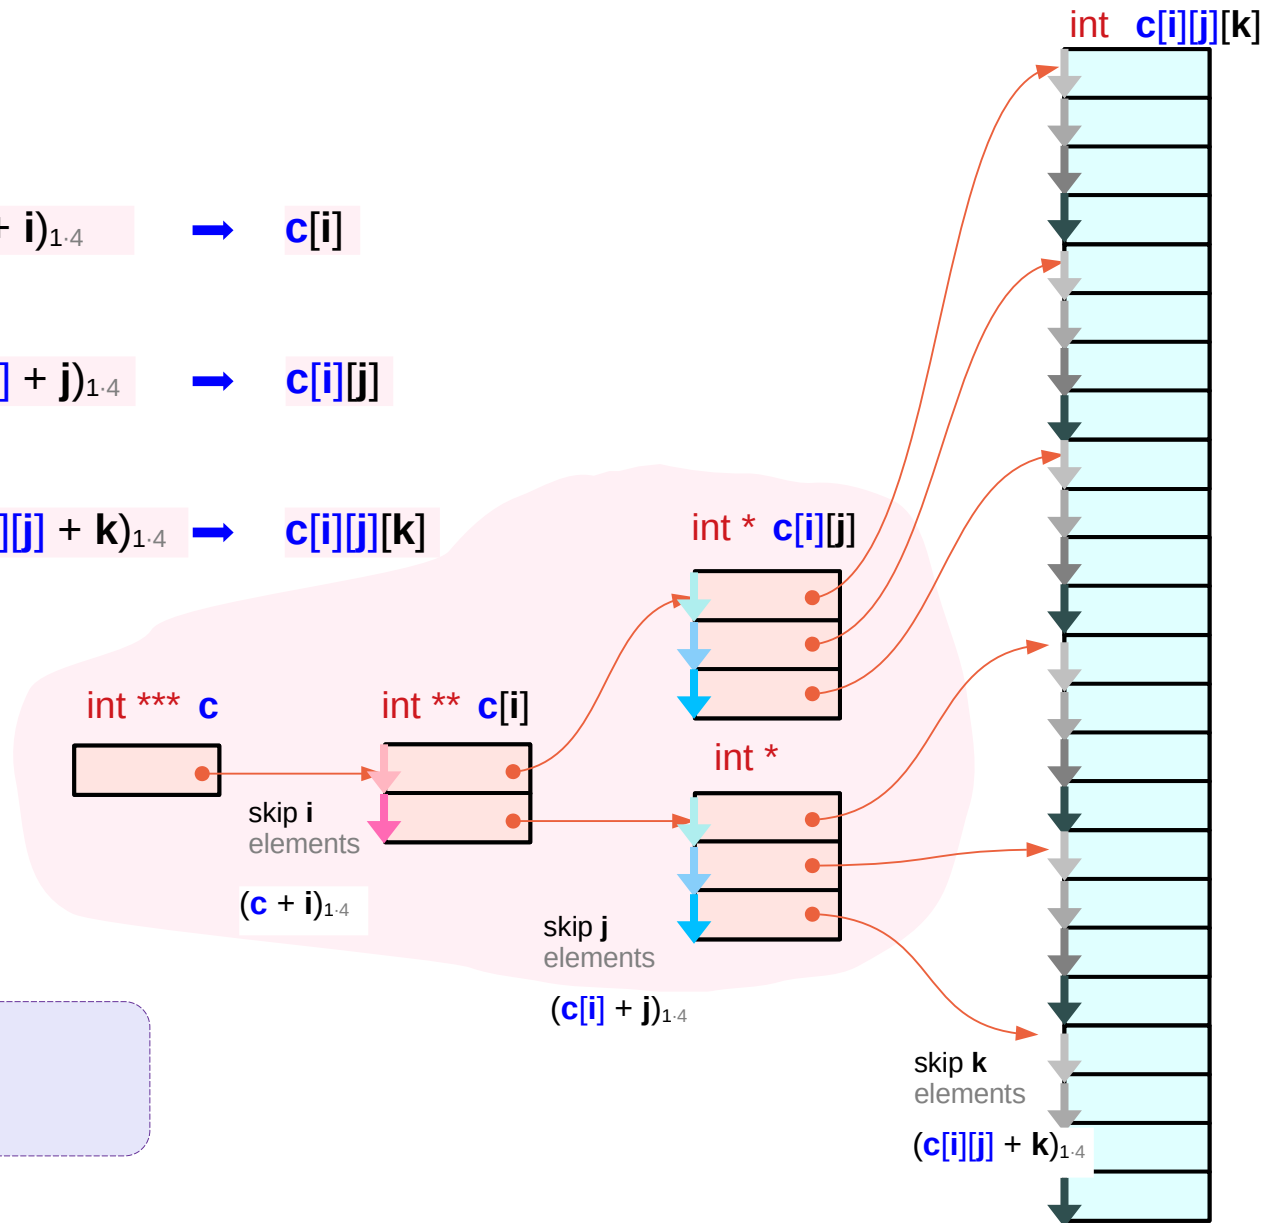 int c[i][j][k]
+ i)1·4 ➡ c[i]
] + j)1·4 ➡ c[i][j]
][j] + k)1·4 ➡ c[i][j][k]
int * c[i][j]
int *** c
int ** c[i]
int *
skip i
elements
(c + i)1·4
skip j
elements
(c[i] + j)1·4
skip k
elements
(c[i][j] + k)1·4